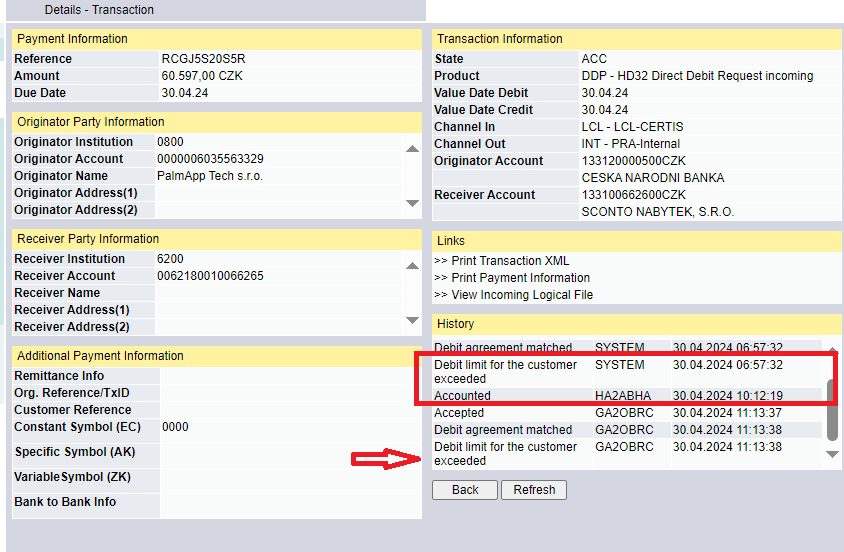 Details - Transaction
Payment Information
Reference RCGJ5S20S5R
Amount 60.597,00 CZK
Due Date 30.04.24
Originator Party Information
Originator Institution 0800
Originator Account 0000006035563329
Originator Name PalmApp Tech s.r.o.
Originator Address(1)
Originator Address(2)
Receiver Party Information
Receiver Institution 6200
Receiver Account 0062180010066265
Receiver Name
Receiver Address(1)
Receiver Address(2)
Additional Payment Information
Remittance Info
Org. Reference/TxID
Customer Reference
Constant Symbol (EC) 0000
Specific Symbol (AK)
VariableSymbol (ZK)
Bank to Bank Info
Transaction Information
State ACC
Product DDP - HD32 Direct Debit Request incoming
Value Date Debit 30.04.24
Value Date Credit 30.04.24
Channel In LCL - LCL-CERTIS
Channel Out INT - PRA-Internal
Originator Account 133120000500CZK
CESKA NARODNI BANKA
Receiver Account 133100662600CZK
SCONTO NABYTEK, S.R.O.
Links
>> Print Transaction XML
>> Print Payment Information
>> View Incoming Logical File
History
Debit agreement matched SYSTEM 30.04.2024 06:57:32
Debit limit for the customer SYSTEM 30.04.2024 06:57:32
exceeded
Accounted HA2ABHA 30.04.2024 10:12:19
Accepted GA2OBRC 30.04.2024 11:13:37
Debit agreement matched GA2OBRC 30.04.2024 11:13:38
Debit limit for the customer GA2OBRC 30.04.2024 11:13:38
exceeded
Back Refresh